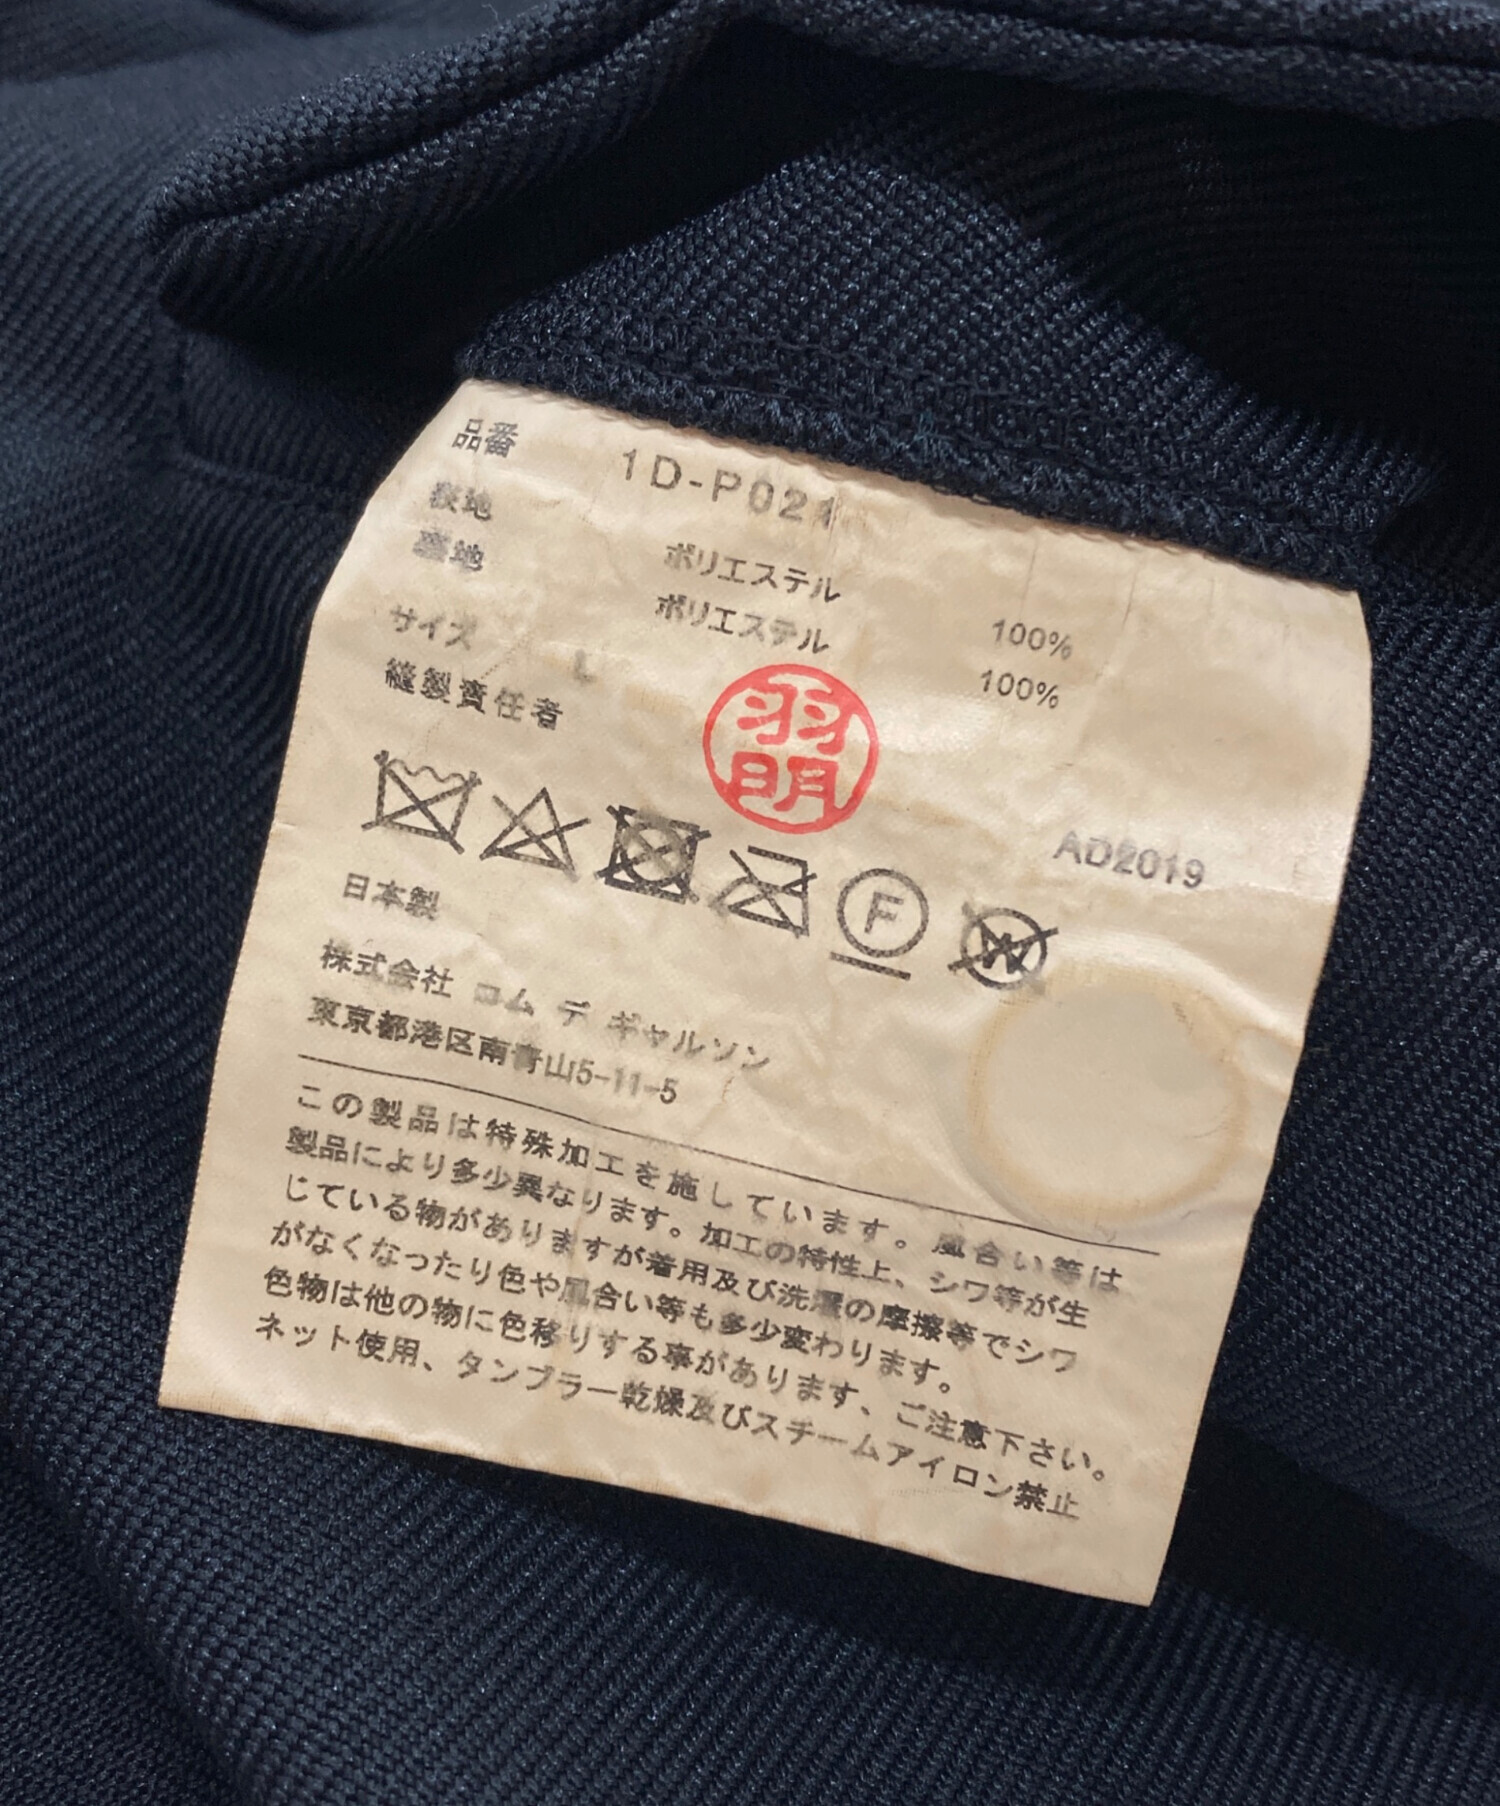 品番 1D-P021
表地 ポリエステル 100%
裏地 ポリエステル 100%
サイズ L
縫製責任者
羽
明
AD2019
F
W
日本製
株式会社 コム デ ギャルソン
東京都港区南青山5-11-5
この製品は特殊加工を施しています。風合い等は
製品により多少異なります。加工の特性上、シワ等が生
じている物がありますが着用及び洗濯の摩擦等でシワ
がなくなったり色や風合い等も多少変わります。
色物は他の物に色移りする事があります、ご注意下さい。
ネット使用、タンブラー乾燥及びスチームアイロン禁止